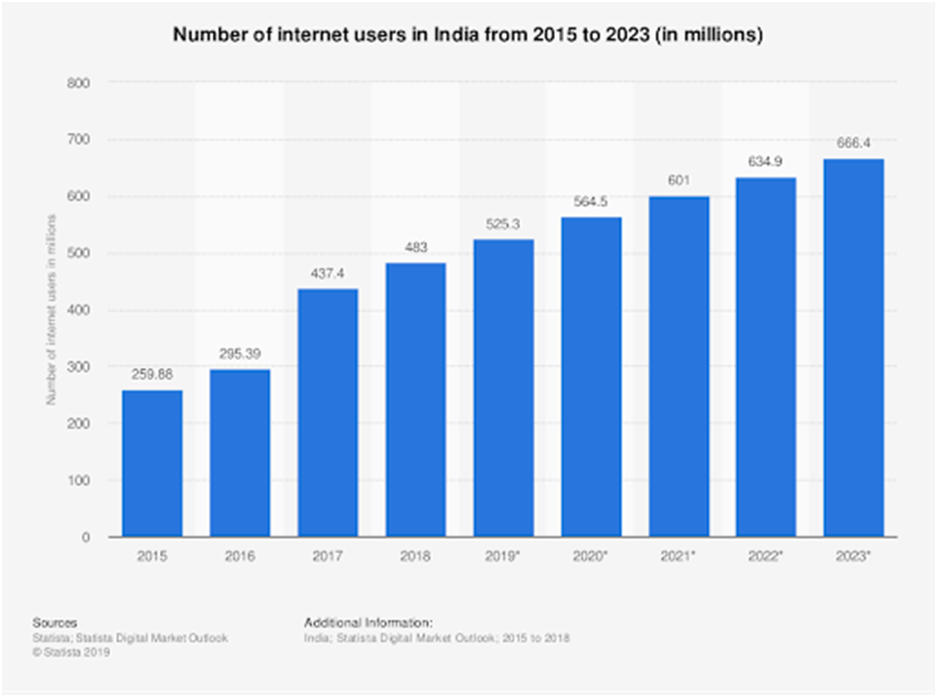 Number of internet users in India from 2015 to 2023 (in millions)
Number of internet users in millions
800
700
600
500
400
300
200
100
0
259.88
295.39
437.4
483
525.3
564.5
601
634.9
666.4
2015 2016 2017 2018 2019* 2020* 2021* 2022* 2023*
Sources
Statista; Statista Digital Market Outlook
© Statista 2019
Additional Information:
India; Statista Digital Market Outlook; 2015 to 2018